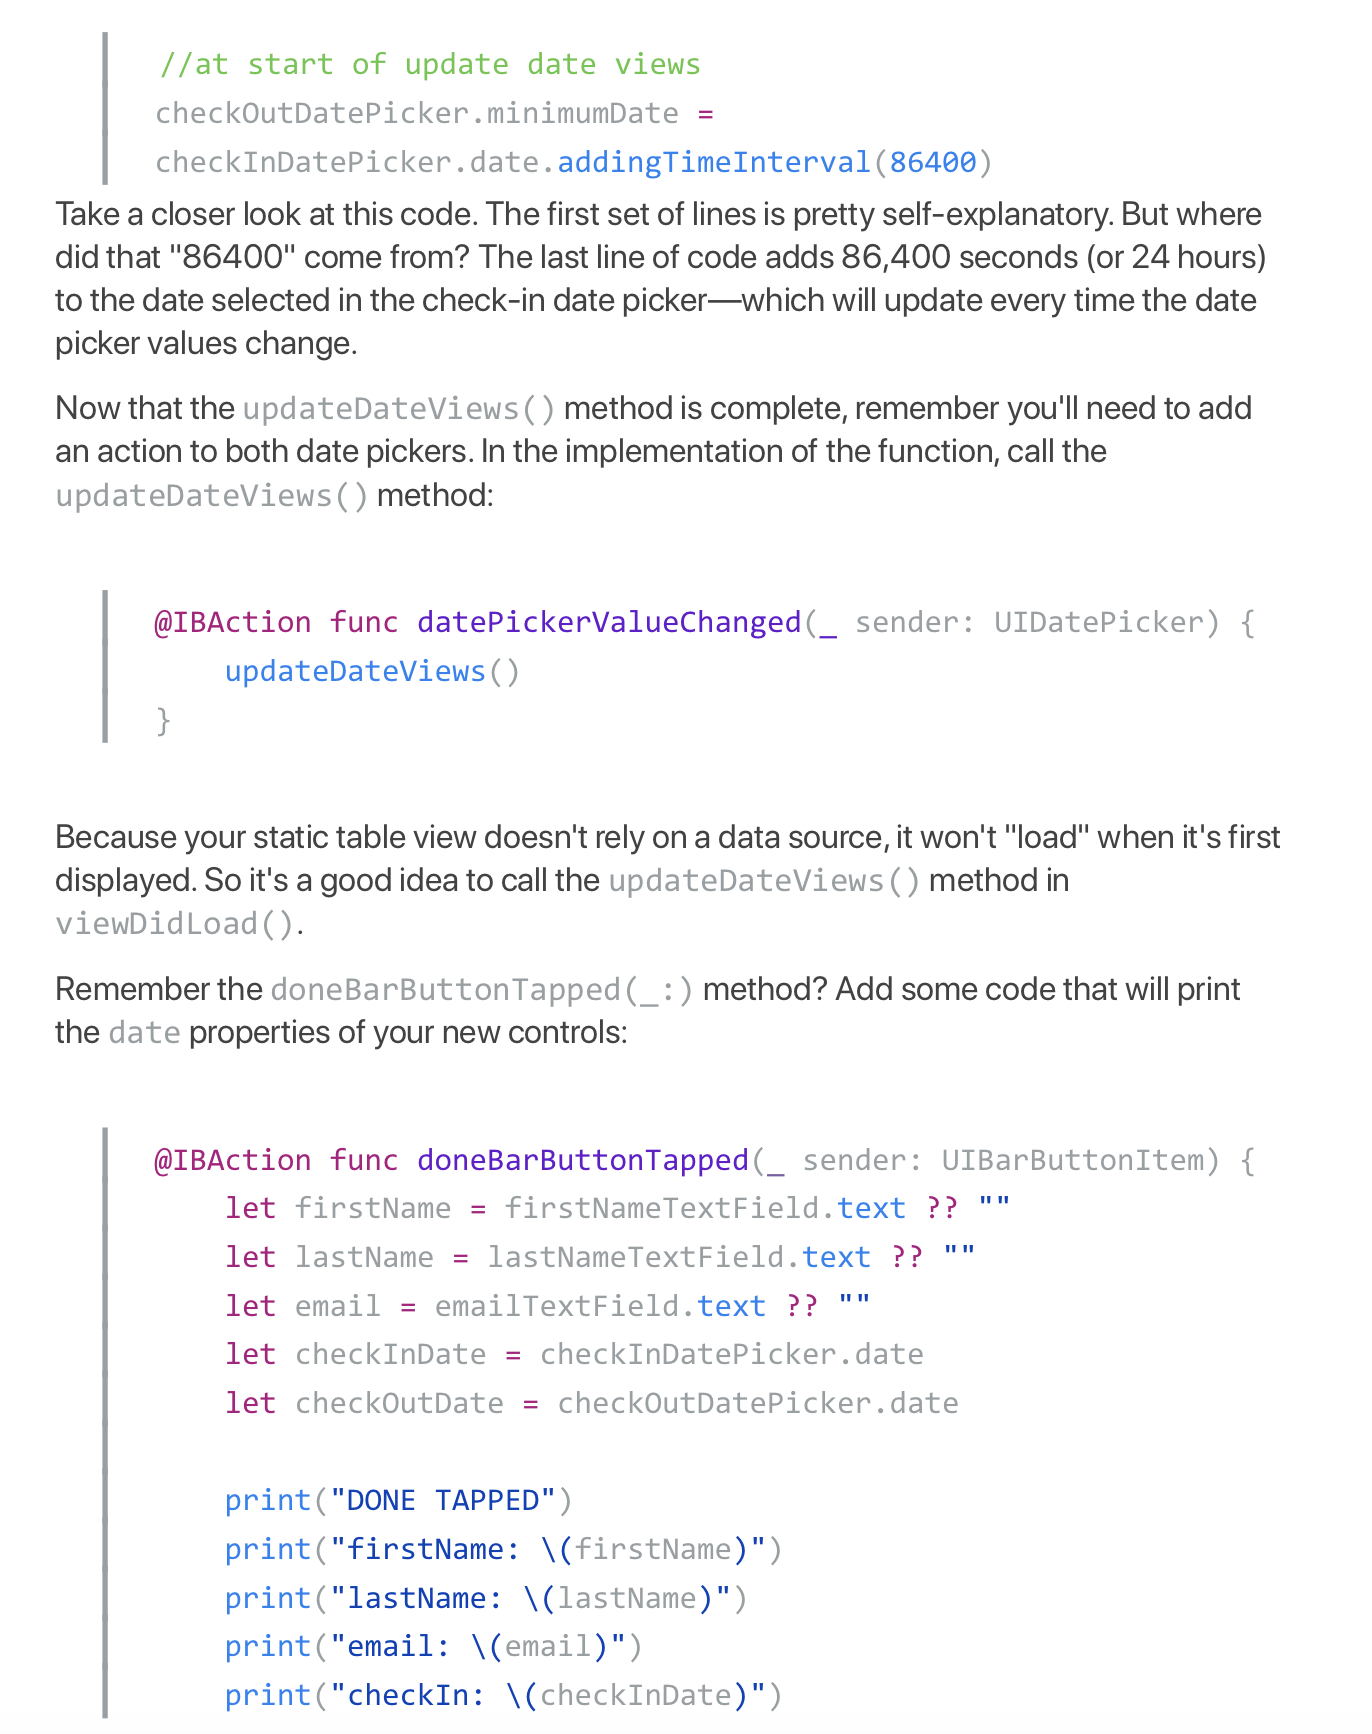 //at start of update date views
checkOutDatePicker.minimumDate =
checkInDatePicker.date.addingTimeInterval(86400)
Take a closer look at this code. The first set of lines is pretty self-explanatory. But where
did that "86400" come from? The last line of code adds 86,400 seconds (or 24 hours)
to the date selected in the check-in date picker—which will update every time the date
picker values change.
Now that the updateDateViews() method is complete, remember you'll need to add
an action to both date pickers. In the implementation of the function, call the
updateDateViews() method:
@IBAction func datePickerValueChanged(_ sender: UIDatePicker) {
    updateDateViews()
}
Because your static table view doesn't rely on a data source, it won't "load" when it's first
displayed. So it's a good idea to call the updateDateViews() method in
viewDidLoad().
Remember the doneBarButtonTapped(_:) method? Add some code that will print
the date properties of your new controls:
@IBAction func doneBarButtonTapped(_ sender: UIBarButtonItem) {
    let firstName = firstNameTextField.text ?? ""
    let lastName = lastNameTextField.text ?? ""
    let email = emailTextField.text ?? ""
    let checkInDate = checkInDatePicker.date
    let checkOutDate = checkOutDatePicker.date
    print("DONE TAPPED")
    print("firstName: \(firstName)")
    print("lastName: \(lastName)")
    print("email: \(email)")
    print("checkIn: \(checkInDate)")